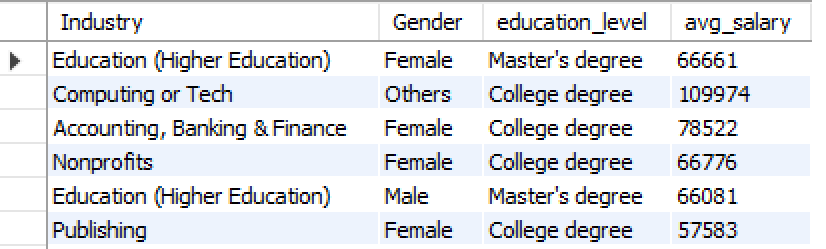 Industry Gender education_level avg_salary
Education (Higher Education) Female Master's degree 66661
Computing or Tech Others College degree 109974
Accounting, Banking & Finance Female College degree 78522
Nonprofits Female College degree 66776
Education (Higher Education) Male Master's degree 66081
Publishing Female College degree 57583